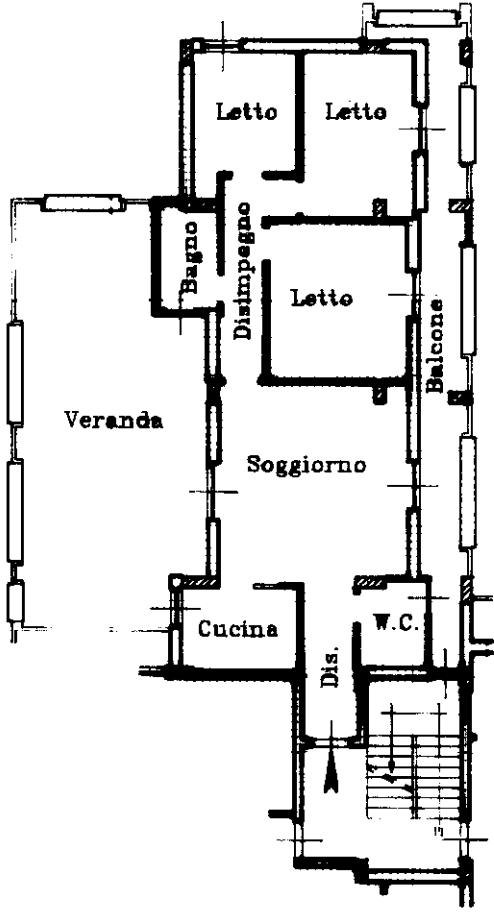 Letto
Letto
Bagno
Disimpegno
Letto
Balcone
Veranda
Soggiorno
Cucina
W.C.
Dis.